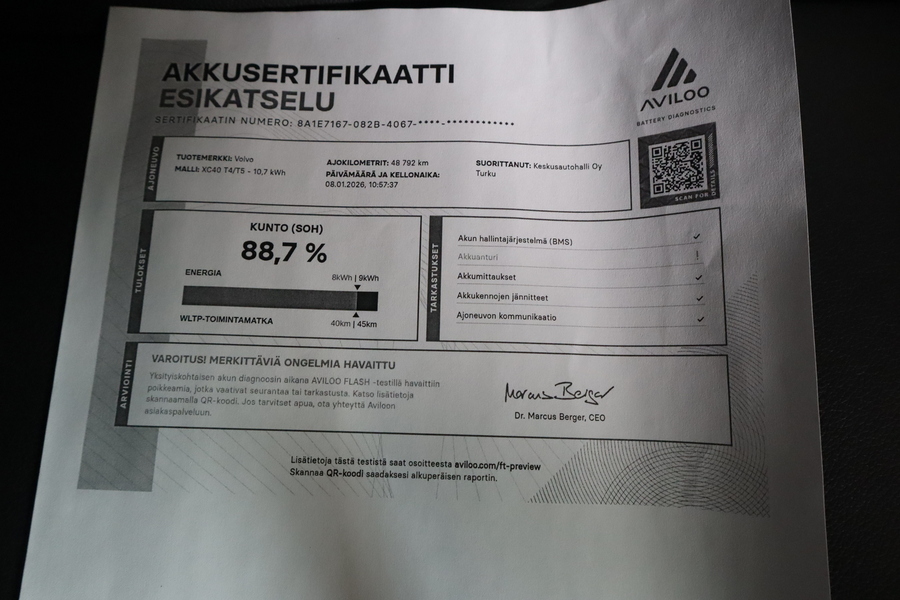 AKKUSERTIFIKAATTI
ESIKATSELU
SERTIFIKAATIN NUMERO: 8A1E7167-082B-4067-****-************
AVILOO
BATTERY DIAGNOSTICS
AJONEUVO
TUOTEMERKKI: Volvo
MALLI: XC40 T4/T5 - 10,7 kWh
AJOKILOMETRIT: 48 792 km
PÄIVÄMÄÄRÄ JA KELLONAIKA:
08.01.2026, 10:57:37
SUORITTANUT: Keskusautohalli Oy
Turku
SCAN FOR DETAILS
TULOKSET
KUNTO (SOH)
88,7 %
ENERGIA
8kWh | 9kWh
WLTP-TOIMINTAMATKA
40km | 45km
TARKASTUKSET
Akun hallintajärjestelmä (BMS)
Akkuanturi !
Akkumittaukset
Akkukennojen jännitteet
Ajoneuvon kommunikaatio
ARVIOINTI
VAROITUS! MERKITTÄVIÄ ONGELMIA HAVAITTU
Yksityiskohtaisen akun diagnoosin aikana AVILOO FLASH -testillä havaittiin
poikkeamia, jotka vaativat seurantaa tai tarkastusta. Katso lisätietoja
skannaamalla QR-koodi. Jos tarvitset apua, ota yhteyttä Aviloon
asiakaspalveluun.
Marcus Berger
Dr. Marcus Berger, CEO
Lisätietoja tästä testistä saat osoitteesta aviloo.com/ft-preview
Skannaa QR-koodi saadaksesi alkuperäisen raportin.